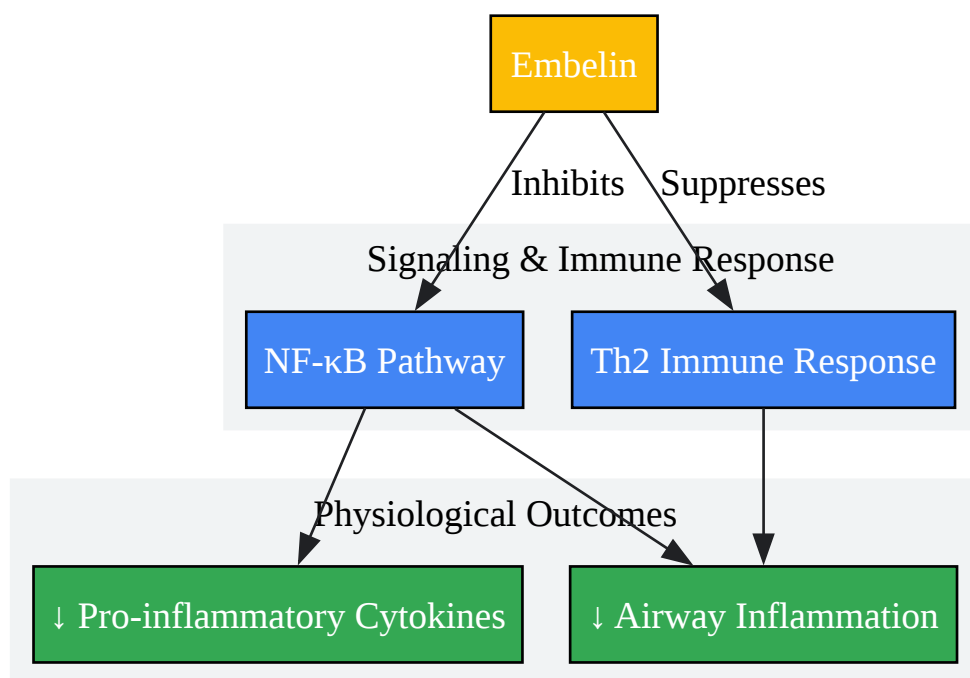 Embelin
Inhibits
Suppresses
Signaling & Immune Response
NF-κB Pathway
Th2 Immune Response
Physiological Outcomes
↓ Pro-inflammatory Cytokines
↓ Airway Inflammation